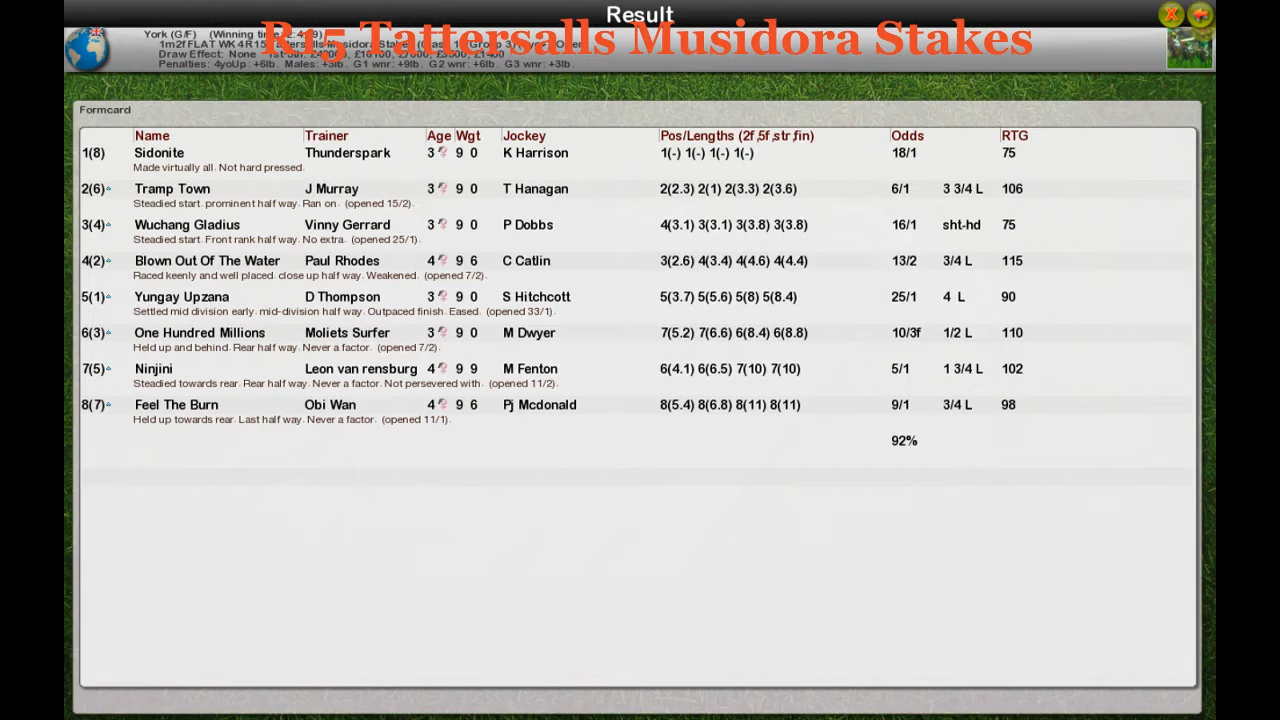 Result
R15 Tattersalls Musidora Stakes
York (G/F) (Winning time
1m2f FLAT WK 4 R15
Draw Effect: None
Penalties: 4yoUp: +6lb. Males: +3lb. G1 wnr: +9lb. G2 wnr: +6lb. G3 wnr: +3lb.
Formcard
Name Trainer Age Wgt Jockey Pos/Lengths (2f,5f,str,fin) Odds RTG
1(8) Sidonite Thunderspark 3 9 0 K Harrison 1(-) 1(-) 1(-) 1(-) 18/1 75
Made virtually all. Not hard pressed.
2(6) Tramp Town J Murray 3 9 0 T Hanagan 2(2.3) 2(1) 2(3.3) 2(3.6) 6/1 3 3/4 L 106
Steadied start. prominent half way. Ran on. (opened 15/2).
3(4) Wuchang Gladius Vinny Gerrard 3 9 0 P Dobbs 4(3.1) 3(3.1) 3(3.8) 3(3.8) 16/1 sht-hd 75
Steadied start. Front rank half way. No extra. (opened 25/1).
4(2) Blown Out Of The Water Paul Rhodes 4 9 6 C Catlin 3(2.6) 4(3.4) 4(4.6) 4(4.4) 13/2 3/4 L 115
Raced keenly and well placed. close up half way. Weakened. (opened 7/2).
5(1) Yungay Upzana D Thompson 3 9 0 S Hitchcott 5(3.7) 5(5.6) 5(8) 5(8.4) 25/1 4 L 90
Settled mid division early. mid-division half way. Outpaced finish. Eased. (opened 33/1).
6(3) One Hundred Millions Moliets Surfer 3 9 0 M Dwyer 7(5.2) 7(6.6) 6(8.4) 6(8.8) 10/3f 1/2 L 110
Held up and behind. Rear half way. Never a factor. (opened 7/2).
7(5) Ninjini Leon van rensburg 4 9 9 M Fenton 6(4.1) 6(6.5) 7(10) 7(10) 5/1 1 3/4 L 102
Steadied towards rear. Rear half way. Never a factor. Not persevered with. (opened 11/2).
8(7) Feel The Burn Obi Wan 4 9 6 Pj Mcdonald 8(5.4) 8(6.8) 8(11) 8(11) 9/1 3/4 L 98
Held up towards rear. Last half way. Never a factor. (opened 11/1).
92%